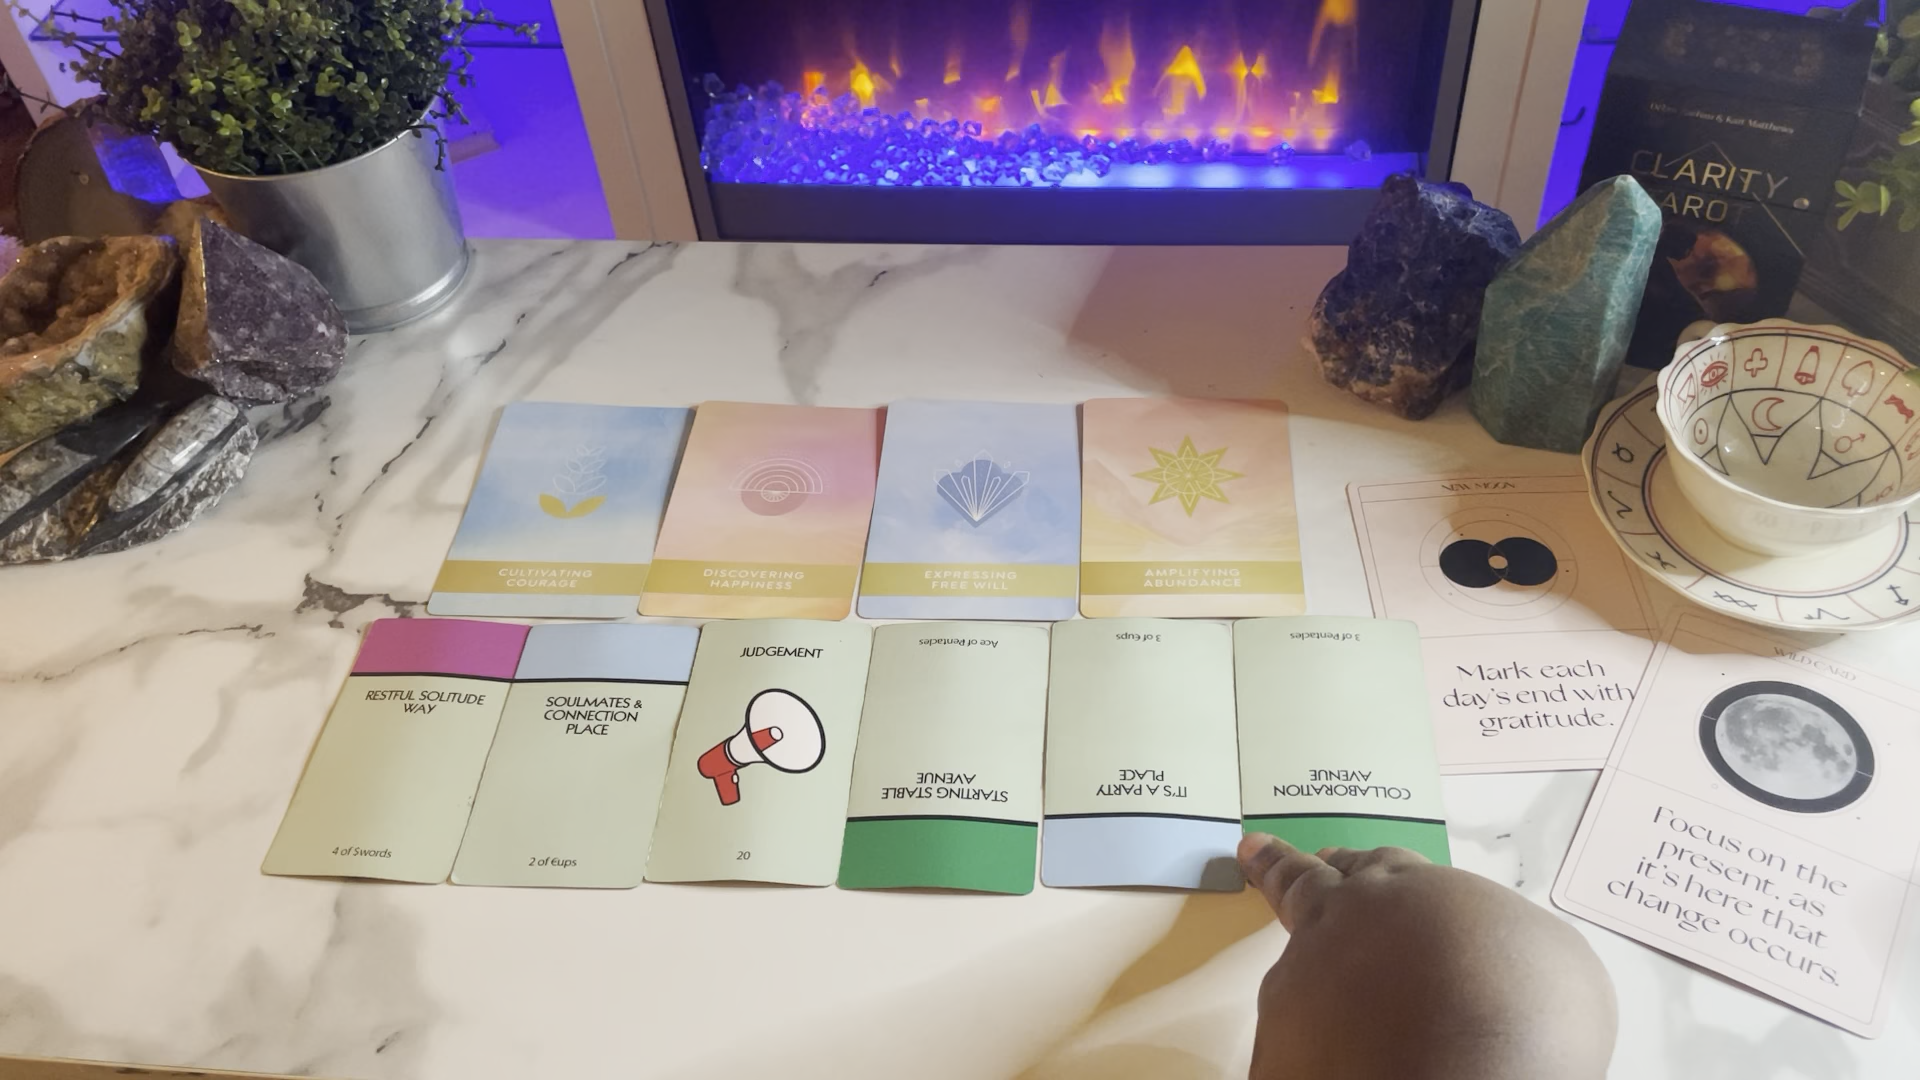 CLARITY
TAROT
CULTIVATING
COURAGE
DISCOVERING
HAPPINESS
EXPRESSING
FREE WILL
AMPLIFYING
ABUNDANCE
NEW MOON
Mark each
day's end with
gratitude.
WILD CARD
Focus on the
present, as
it's here that
change occurs.
RESTFUL SOLITUDE
WAY
4 of Swords
SOULMATES &
CONNECTION
PLACE
2 of Cups
JUDGEMENT
20
STARTING STABLE
AVENUE
Ace of Pentacles
IT'S A PARTY
PLACE
3 of Cups
COLLABORATION
AVENUE
3 of Pentacles